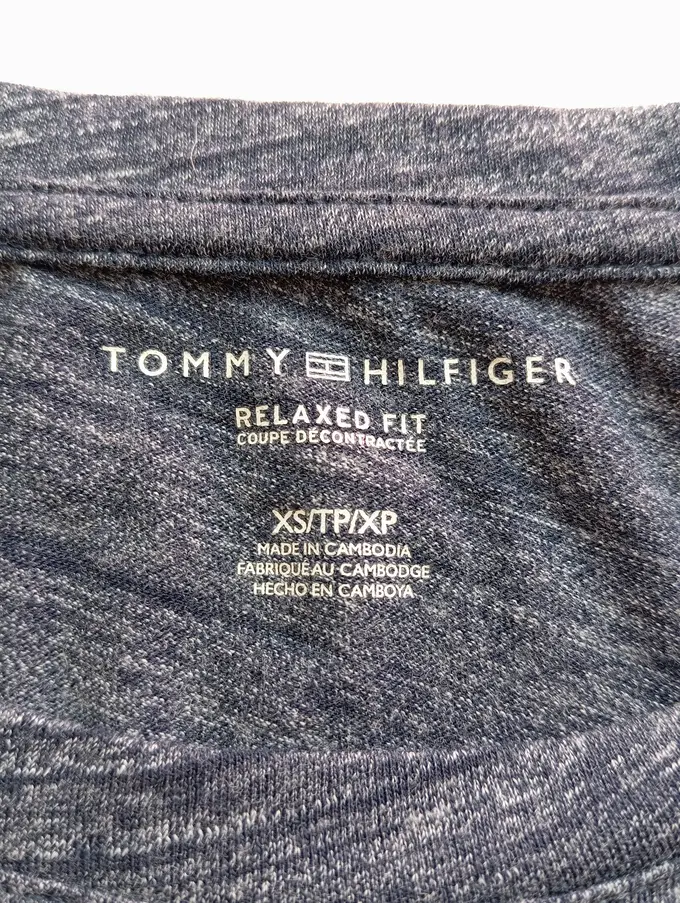 TOMMY HILFIGER
RELAXED FIT
COUPE DÉCONTRACTÉE
XS/TP/XP
MADE IN CAMBODIA
FABRIQUÉ AU CAMBODGE
HECHO EN CAMBOYA